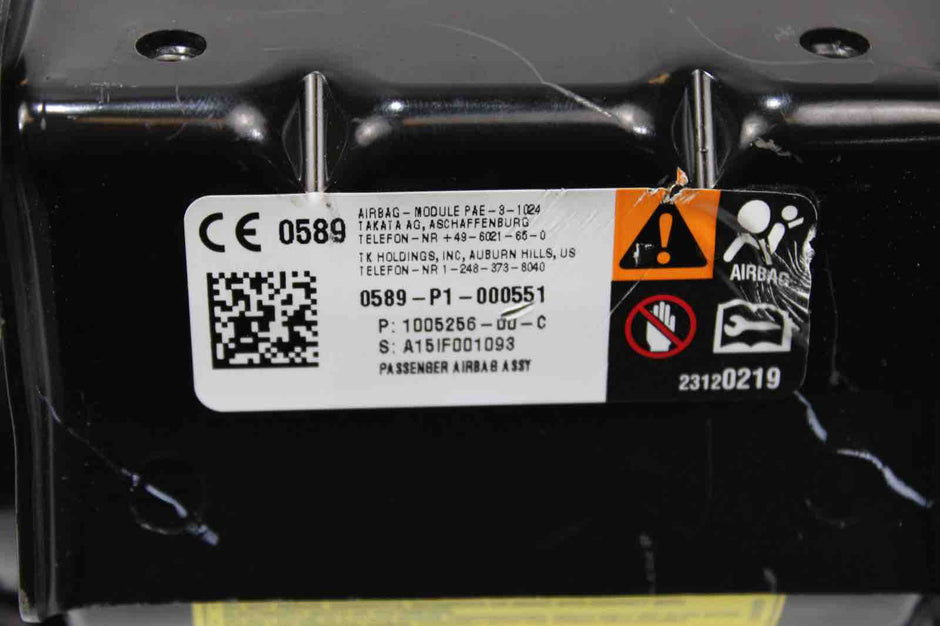 CE 0589
AIRBAG - MODULE PAE-3-1024
TAKATA AG, ASCHAFFENBURG
TELEFON-NR +49-6021-65-0
TK HOLDINGS, INC, AUBURN HILLS, US
TELEFON-NR 1-248-373-8040
0589-P1-000551
P: 1005256-00-C
S: A15IF001093
PASSENGER AIRBAG ASSY
AIRBAG
23120219